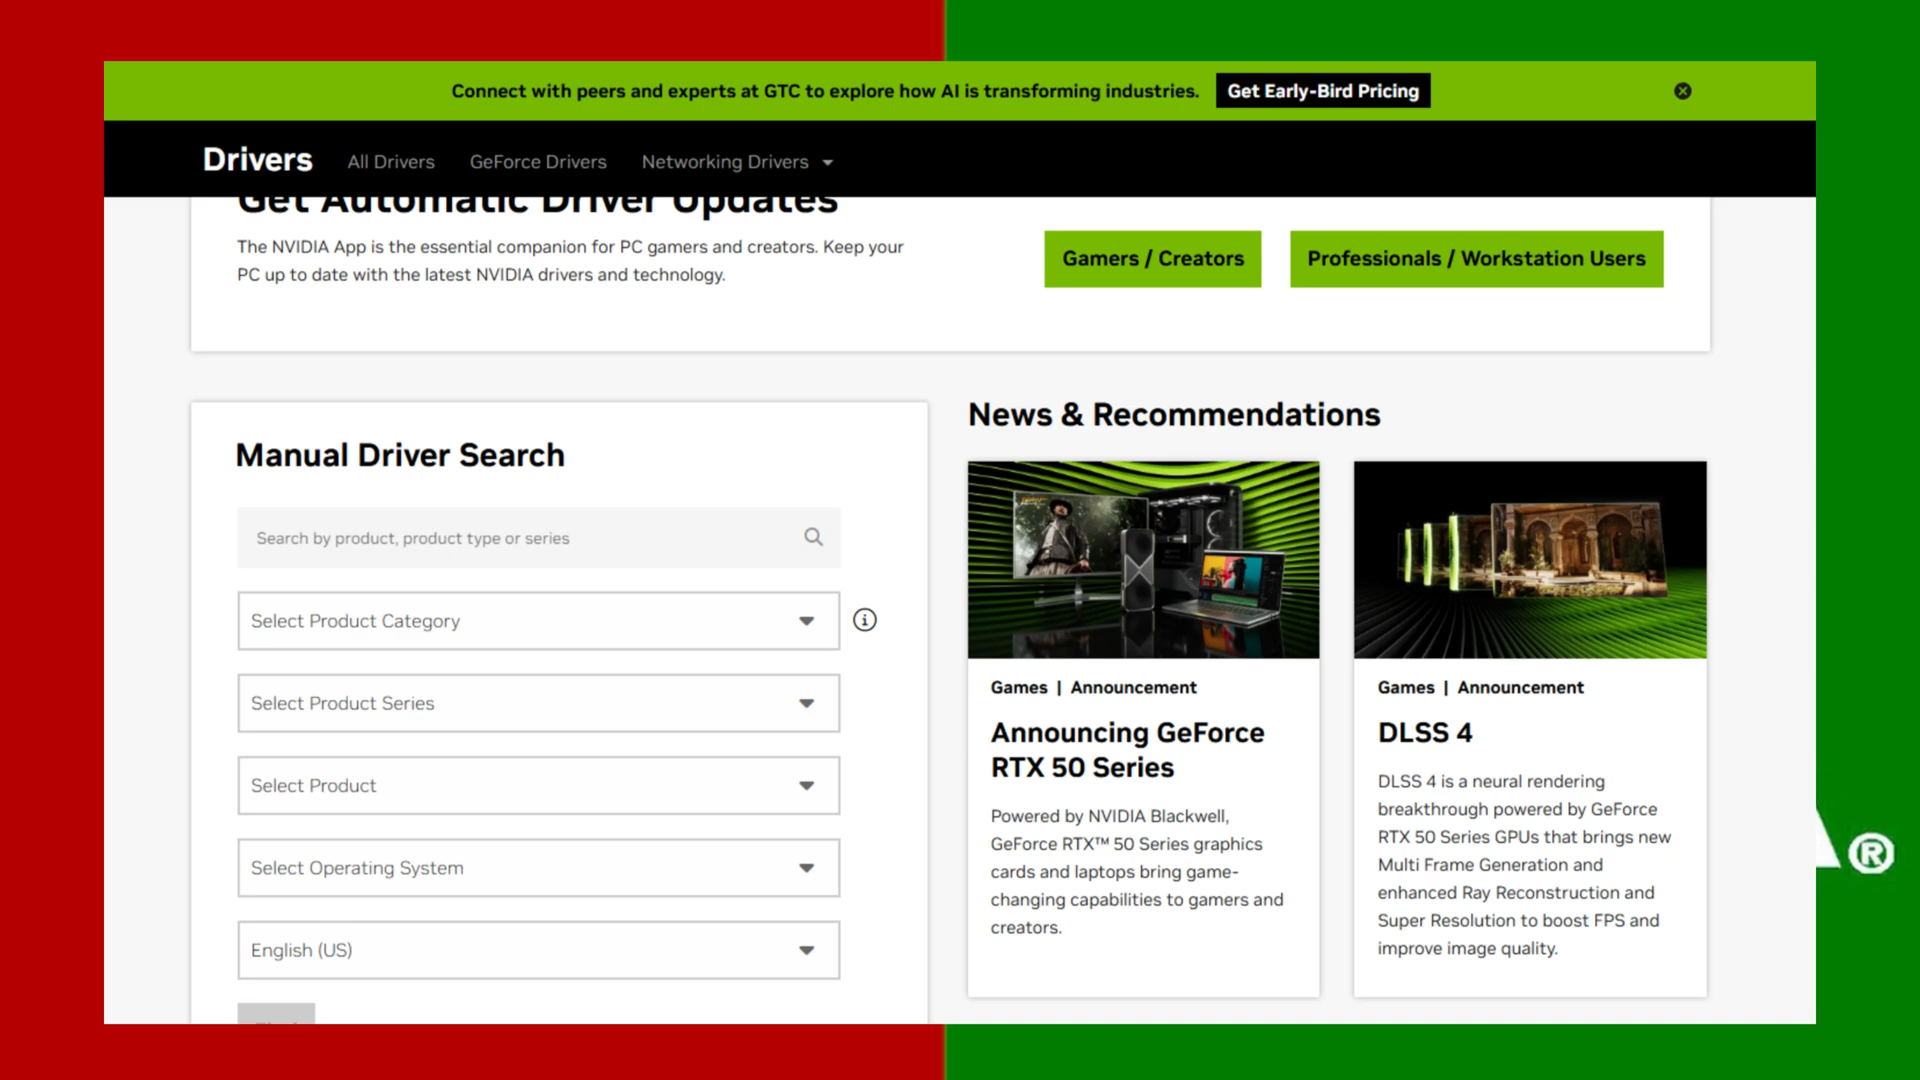 Connect with peers and experts at GTC to explore how AI is transforming industries. Get Early-Bird Pricing
Drivers All Drivers GeForce Drivers Networking Drivers
Get Automatic Driver Updates
The NVIDIA App is the essential companion for PC gamers and creators. Keep your
PC up to date with the latest NVIDIA drivers and technology.
Gamers / Creators
Professionals / Workstation Users
Manual Driver Search
Search by product, product type or series
Select Product Category
Select Product Series
Select Product
Select Operating System
English (US)
News & Recommendations
Games | Announcement
Announcing GeForce
RTX 50 Series
Powered by NVIDIA Blackwell,
GeForce RTX™ 50 Series graphics
cards and laptops bring game-
changing capabilities to gamers and
creators.
Games | Announcement
DLSS 4
DLSS 4 is a neural rendering
breakthrough powered by GeForce
RTX 50 Series GPUs that brings new
Multi Frame Generation and
enhanced Ray Reconstruction and
Super Resolution to boost FPS and
improve image quality.
®